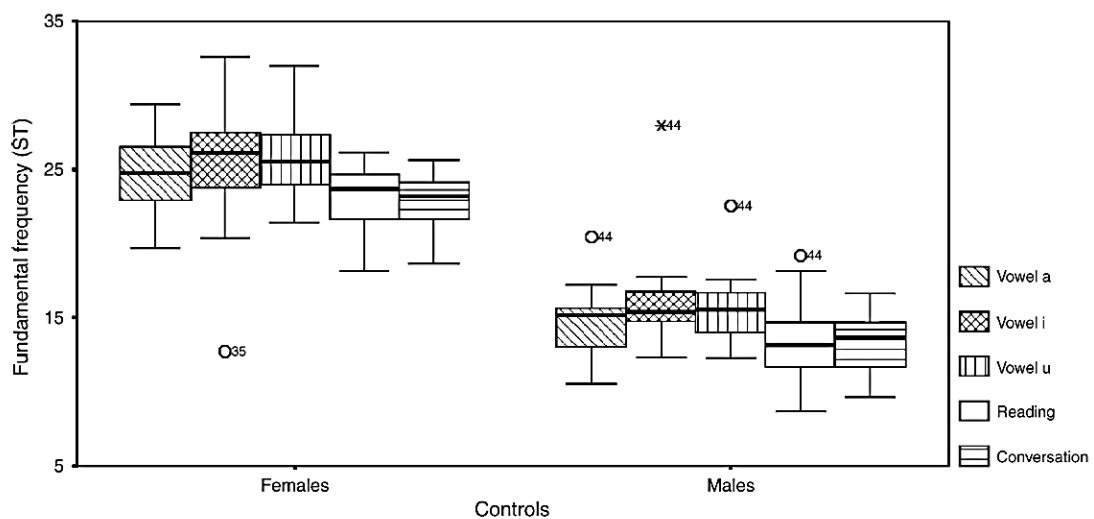 35
25
15
5
Fundamental frequency (ST)
35
44
44
44
44
Females
Males
Controls
Vowel a
Vowel i
Vowel u
Reading
Conversation